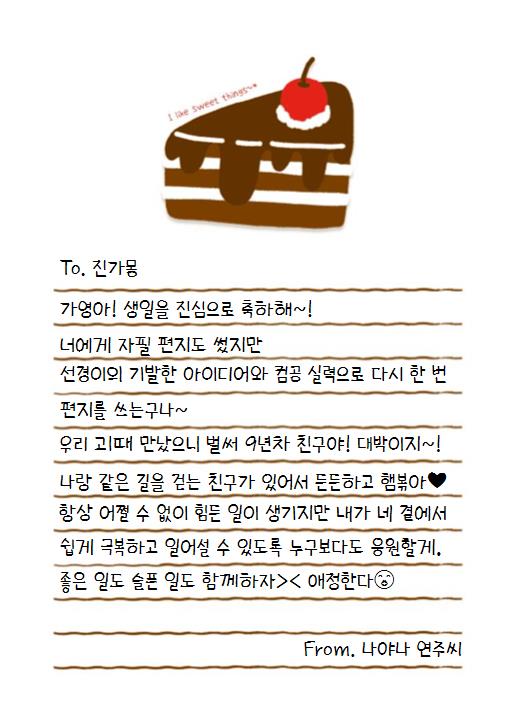 I like sweet things~*
To. 진가몽
가영아! 생일을 진심으로 축하해~!
너에게 자필 편지도 썼지만
선경이의 기발한 아이디어와 컴공 실력으로 다시 한 번
편지를 쓰는구나~
우리 고1때 만났으니 벌써 9년차 친구야! 대박이지~!
나랑 같은 길을 걷는 친구가 있어서 든든하고 햄볶아♥
항상 어쩔 수 없이 힘든 일이 생기지만 내가 네 곁에서
쉽게 극복하고 일어설 수 있도록 누구보다도 응원할게.
좋은 일도 슬픈 일도 함께하자>< 애정한다😚
From. 나야나 연주씨